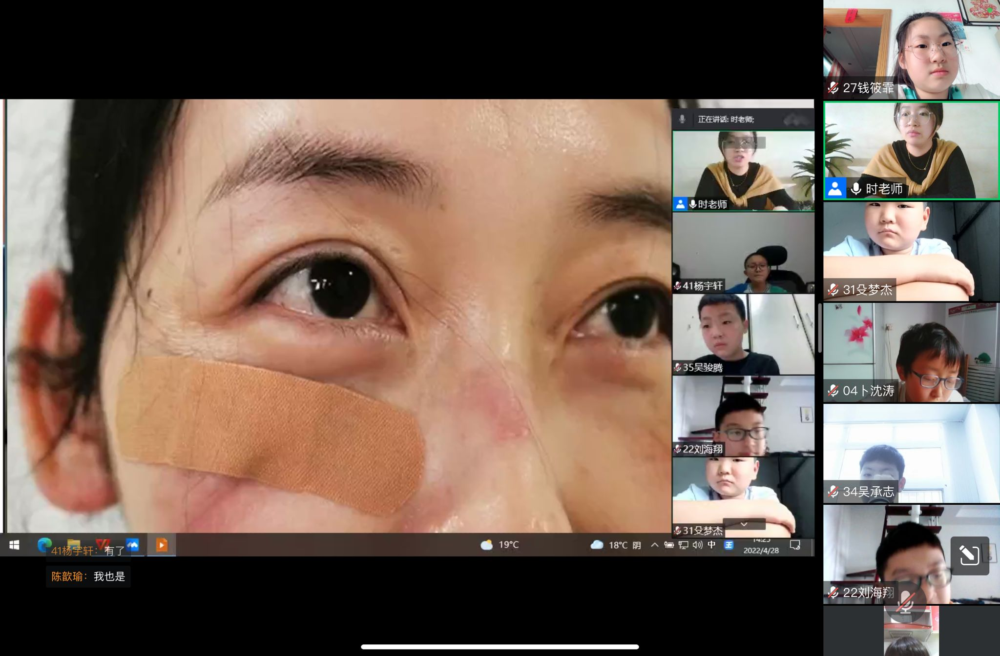 27钱筱霏
时老师
31殳梦杰
04卜沈涛
34吴承志
22刘海翔
正在讲话: 时老师;
时老师
41杨宇轩
35吴骏腾
22刘海翔
31殳梦杰
19°C
18°C 阴
中
14:25
2022/4/28
41杨宇轩：有了
陈歆瑜：我也是